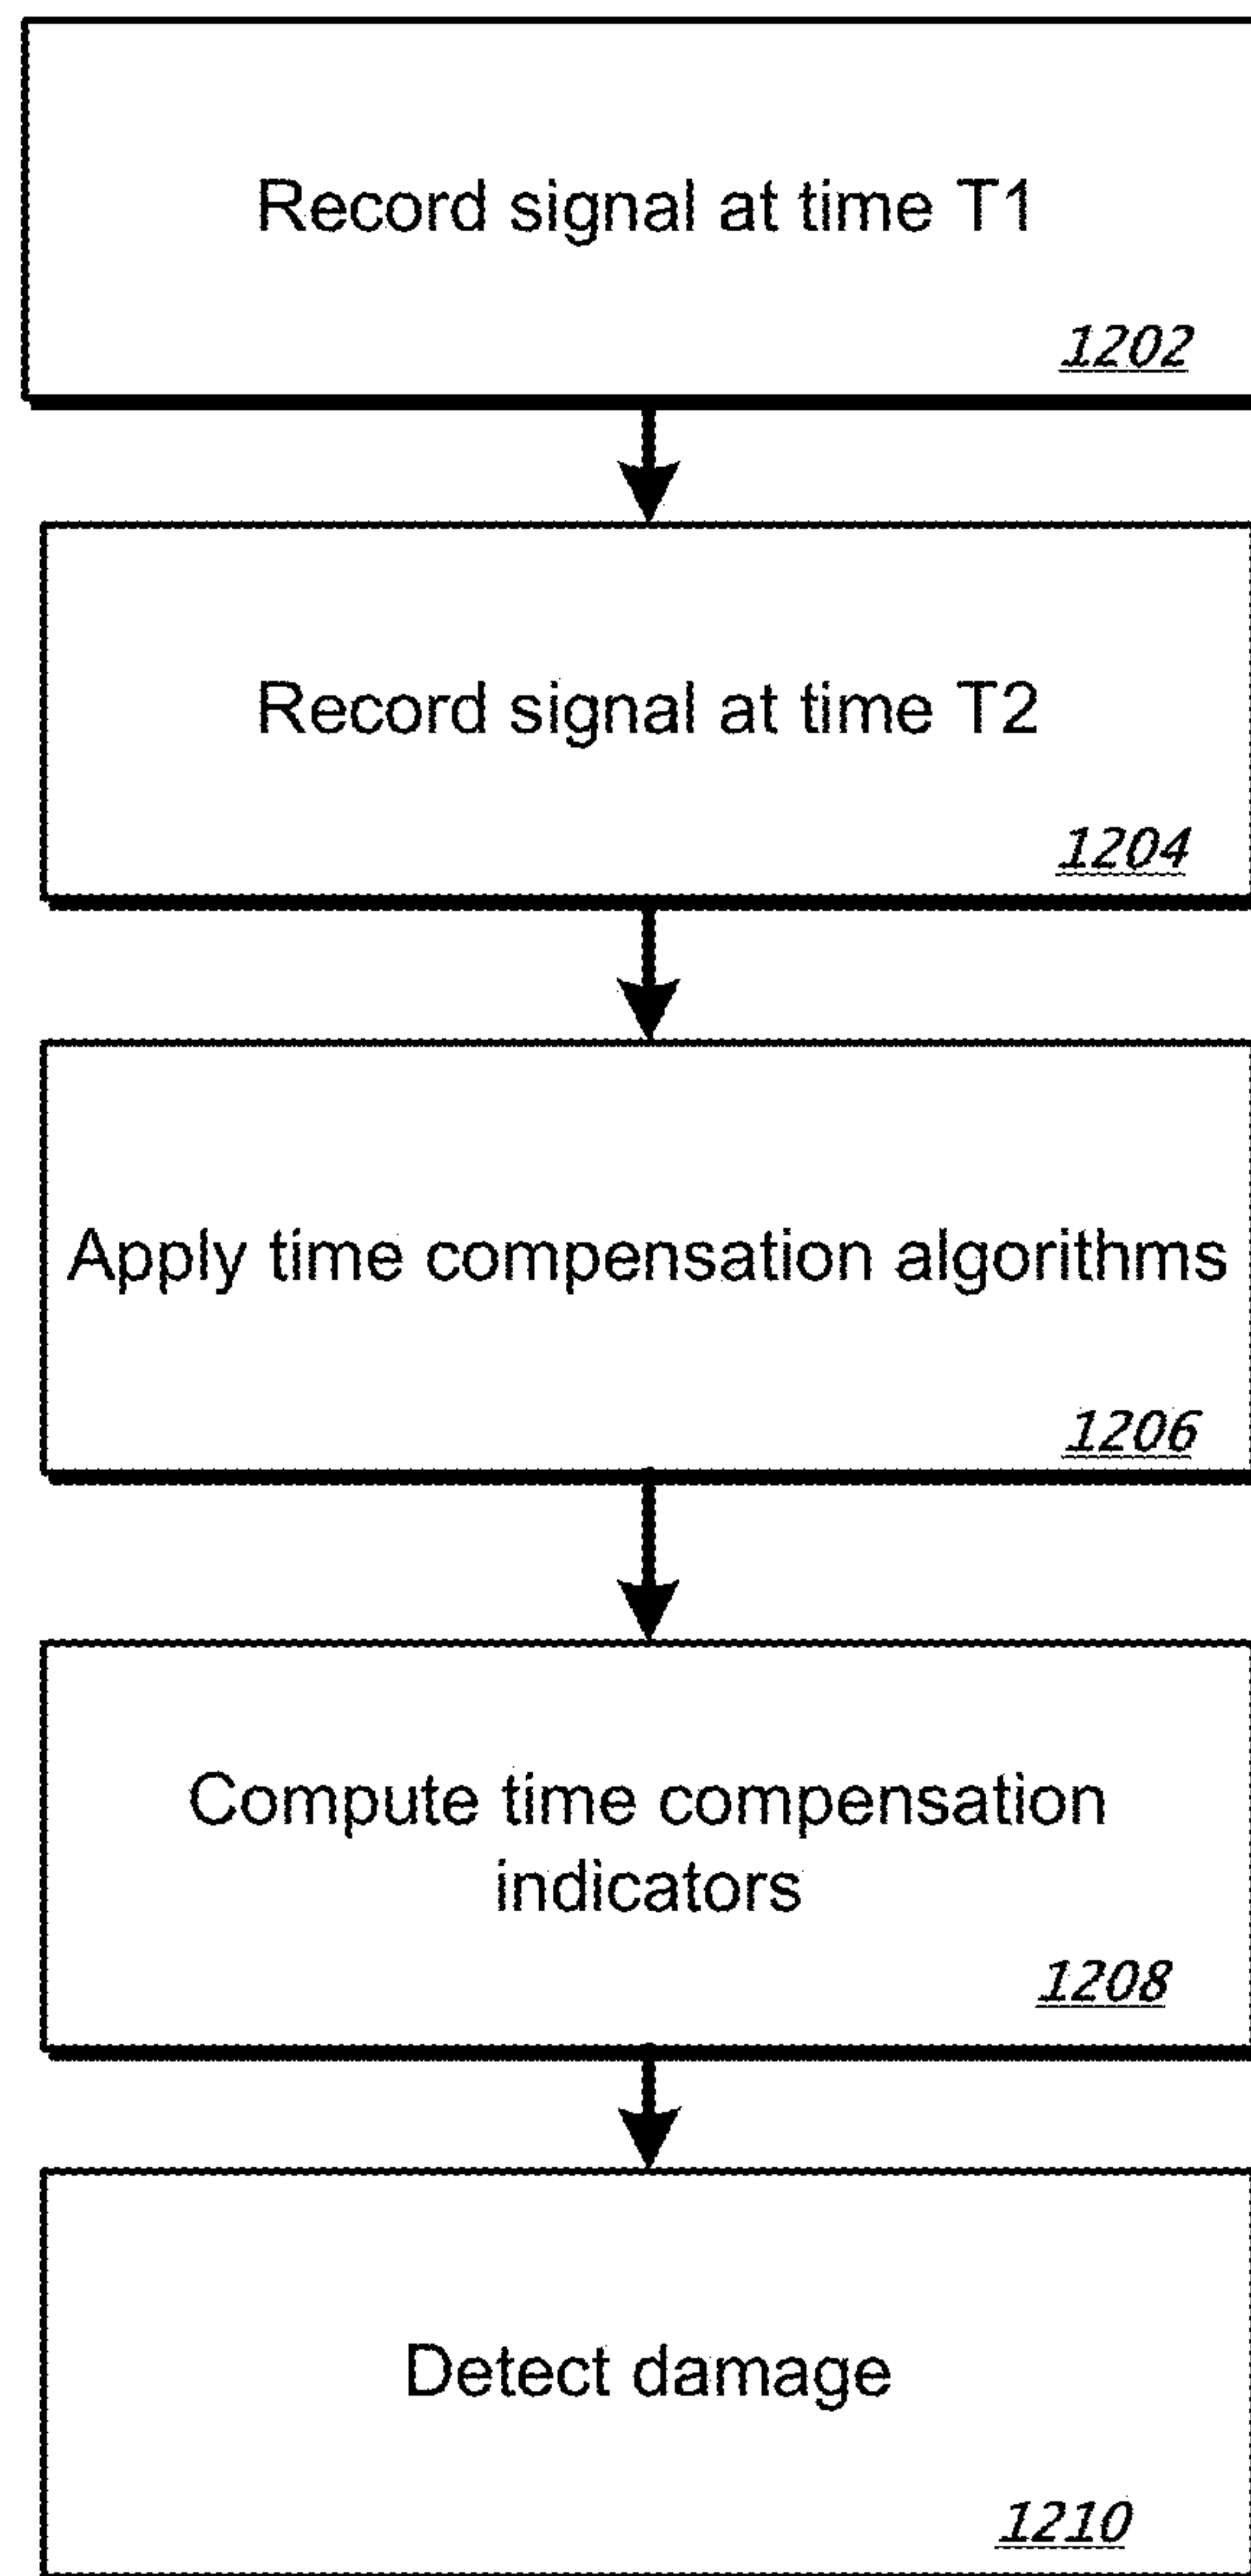 Record signal at time T1
1202
Record signal at time T2
1204
Apply time compensation algorithms
1206
Compute time compensation
indicators
1208
Detect damage
1210